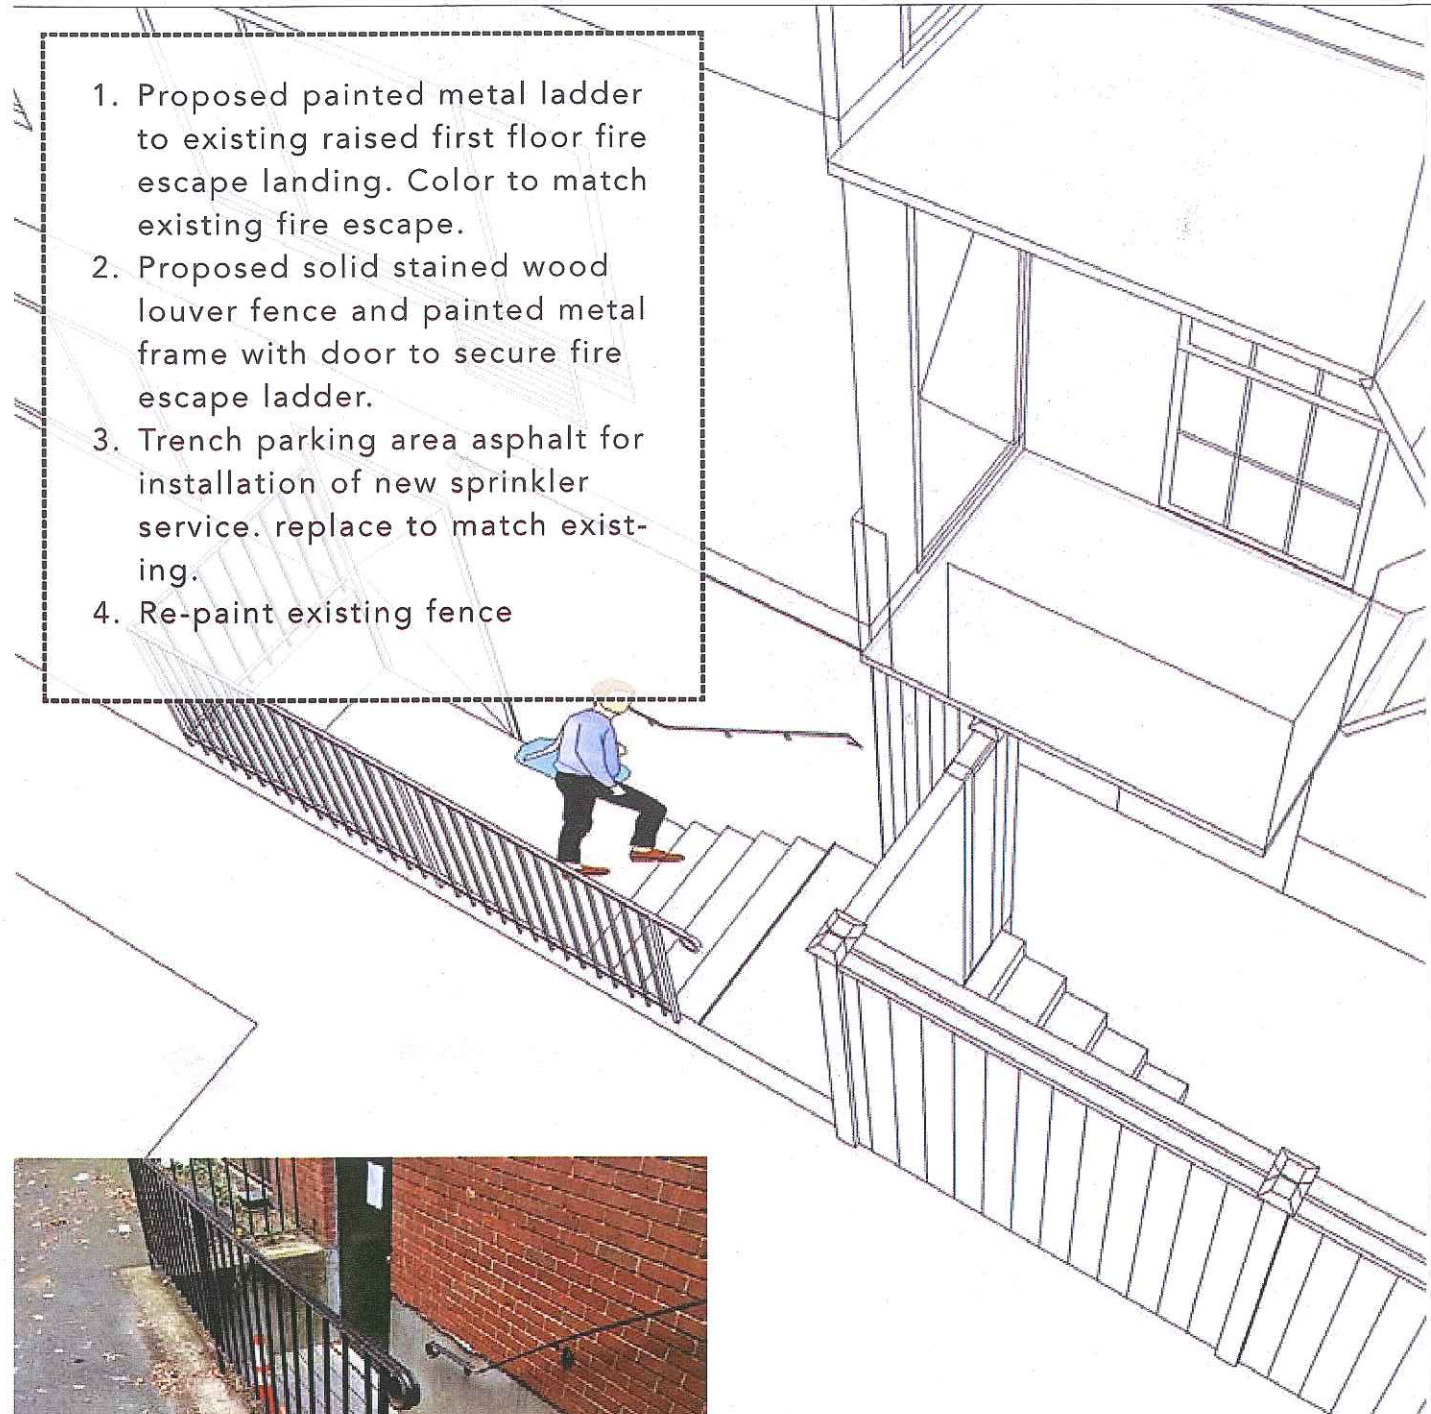 1. Proposed painted metal ladder
to existing raised first floor fire
escape landing. Color to match
existing fire escape.
2. Proposed solid stained wood
louver fence and painted metal
frame with door to secure fire
escape ladder.
3. Trench parking area asphalt for
installation of new sprinkler
service. replace to match exist-
ing.
4. Re-paint existing fence